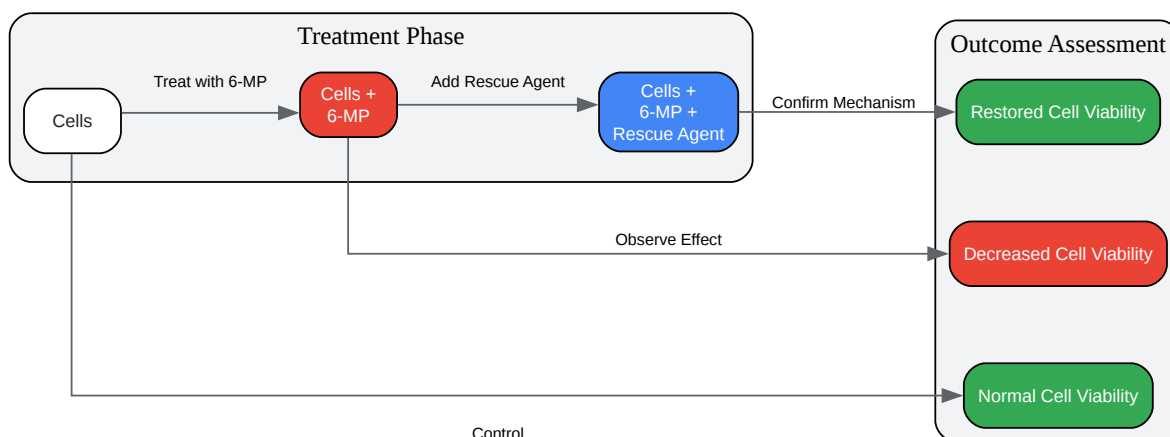 Treatment Phase
Outcome Assessment
Treat with 6-MP
Add Rescue Agent
Cells
Cells +
6-MP
Cells +
6-MP +
Rescue Agent
Confirm Mechanism
Restored Cell Viability
Observe Effect
Decreased Cell Viability
Normal Cell Viability
Control